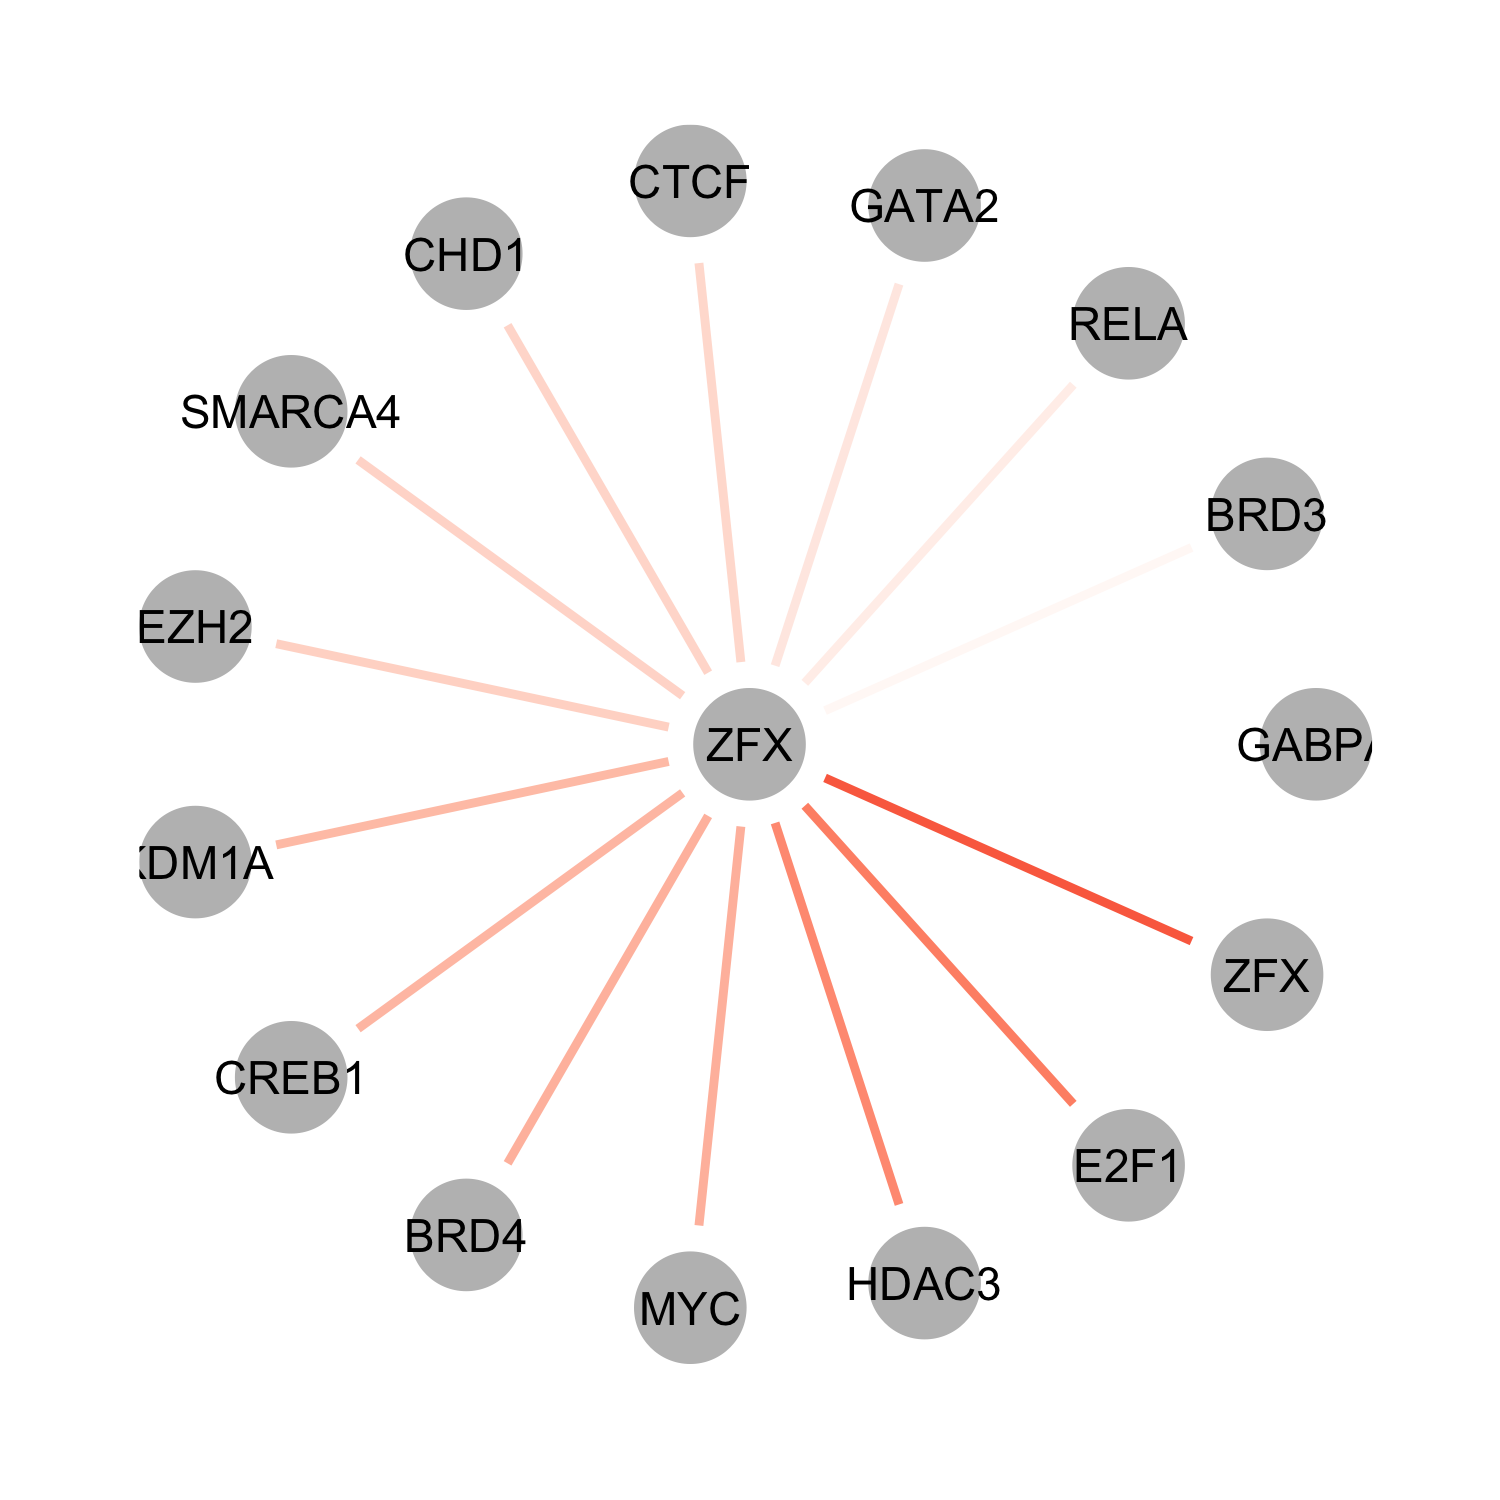 CTCF
GATA2
CHD1
RELA
SMARCA4
BRD3
EZH2
ZFX
GABPA
KDM1A
ZFX
CREB1
E2F1
BRD4
HDAC3
MYC